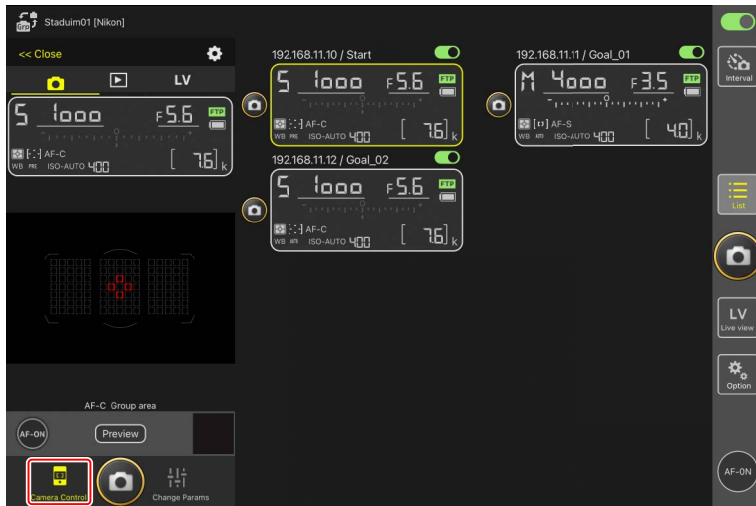 Grp
Staduim01 [Nikon]
<< Close
LV
S 1000 F5.6 FTP
[ : ] AF-C
WB PRE ISO-AUTO 400 [ 7.6] k
AF-C Group area
AF-ON
Preview
Camera Control
Change Params
192.168.11.10 / Start
S 1000 F5.6 FTP
AF-C
WB PRE ISO-AUTO 400 [ 7.6] k
192.168.11.11 / Goal_01
M 4000 F3.5 FTP
AF-S
WB ISO-AUTO 400 [ 4.0] k
192.168.11.12 / Goal_02
S 1000 F5.6 FTP
AF-C
WB ISO-AUTO 400 [ 7.6] k
Interval
List
LV
Live view
Option
AF-ON